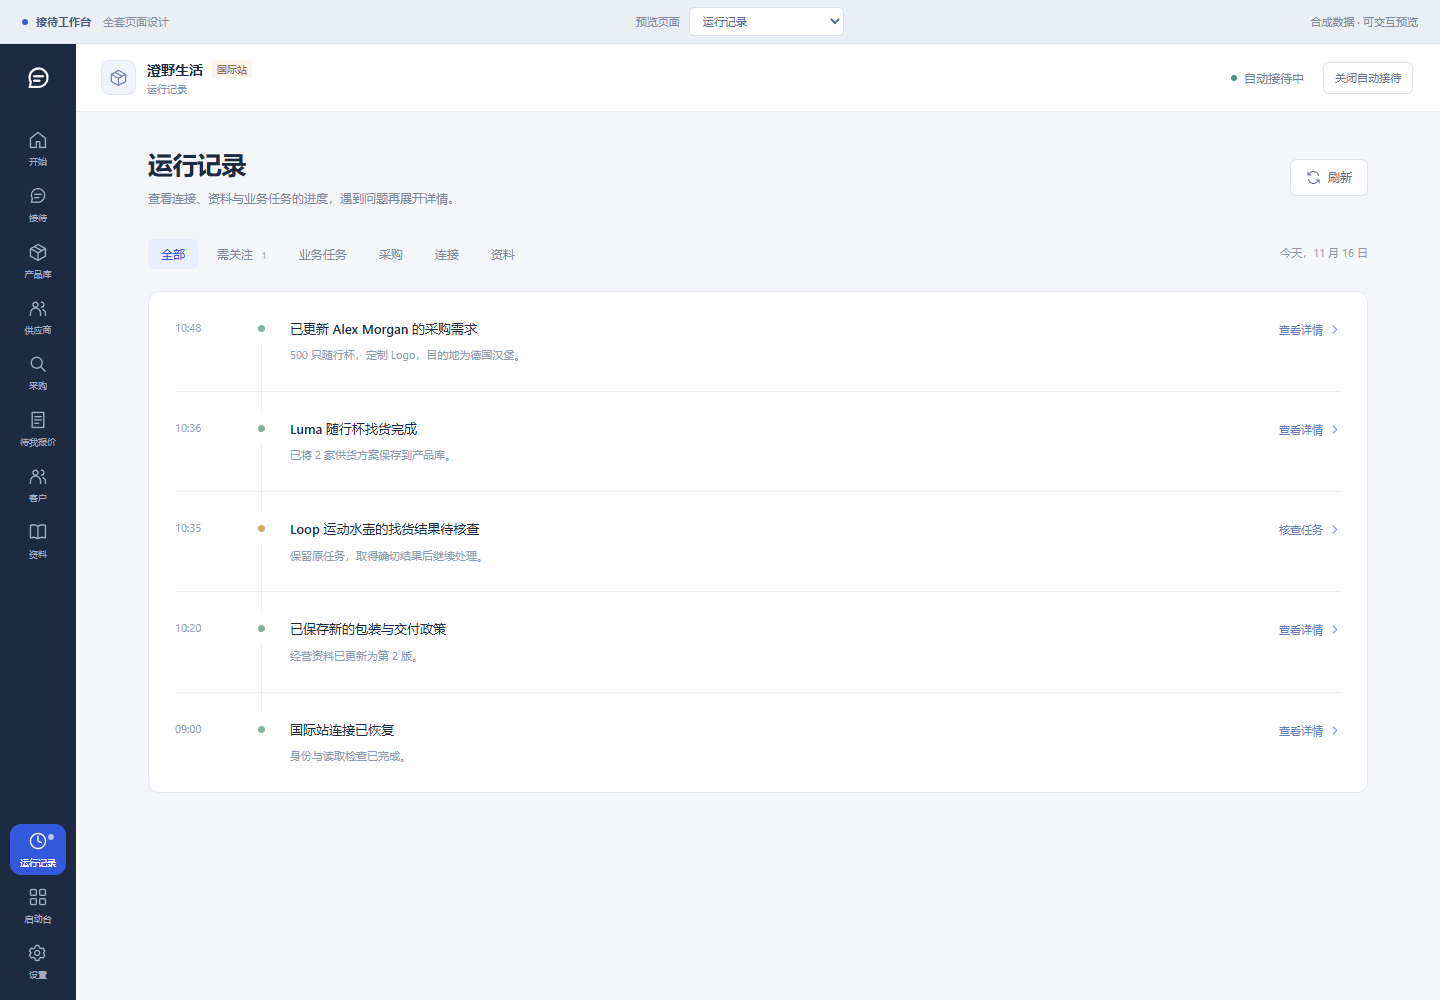 接待工作台 全套页面设计 预览页面 运行记录 合成数据 · 可交互预览
澄野生活 国际站
运行记录
自动接待中 关闭自动接待
开始
接待
产品库
供应商
采购
待我报价
客户
资料
运行记录
启动台
设置
运行记录
查看连接、资料与业务任务的进度，遇到问题再展开详情。
刷新
全部 需关注 1 业务任务 采购 连接 资料 今天，11 月 16 日
10:48 已更新 Alex Morgan 的采购需求 查看详情
500 只随行杯，定制 Logo，目的地为德国汉堡。
10:36 Luma 随行杯找货完成 查看详情
已将 2 家供货方案保存到产品库。
10:35 Loop 运动水壶的找货结果待核查 核查任务
保留原任务，取得确切结果后继续处理。
10:20 已保存新的包装与交付政策 查看详情
经营资料已更新为第 2 版。
09:00 国际站连接已恢复 查看详情
身份与读取检查已完成。